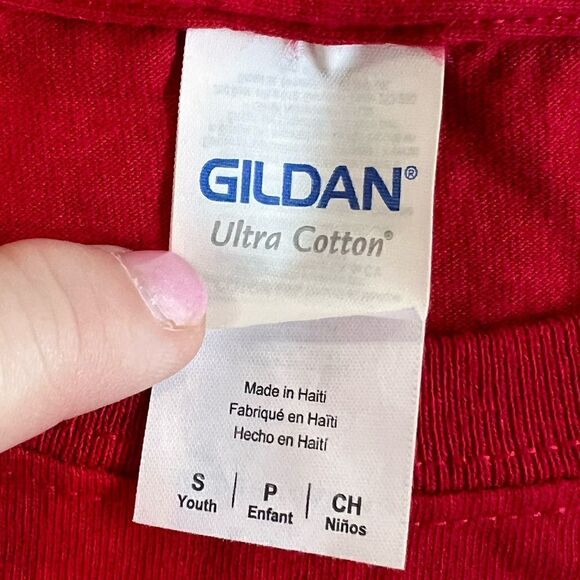 GILDAN®
Ultra Cotton®
Made in Haiti
Fabriqué en Haïti
Hecho en Haití
S | P | CH
Youth | Enfant | Niños